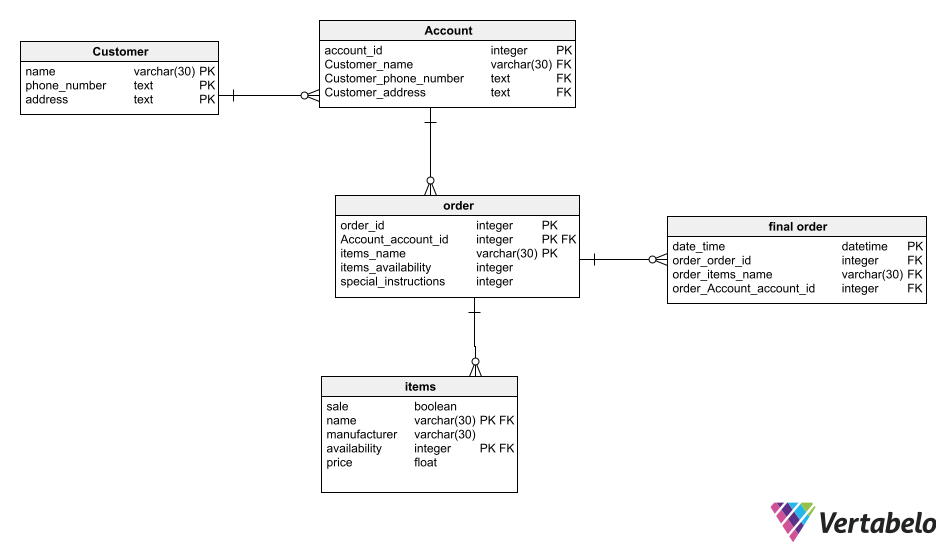 Customer
name varchar(30) PK
phone_number text PK
address text PK
Account
account_id integer PK
Customer_name varchar(30) FK
Customer_phone_number text FK
Customer_address text FK
order
order_id integer PK
Account_account_id integer PK FK
items_name varchar(30) PK
items_availability integer
special_instructions integer
final order
date_time datetime PK
order_order_id integer FK
order_items_name varchar(30) FK
order_Account_account_id integer FK
items
sale boolean
name varchar(30) PK FK
manufacturer varchar(30)
availability integer PK FK
price float
Vertabelo